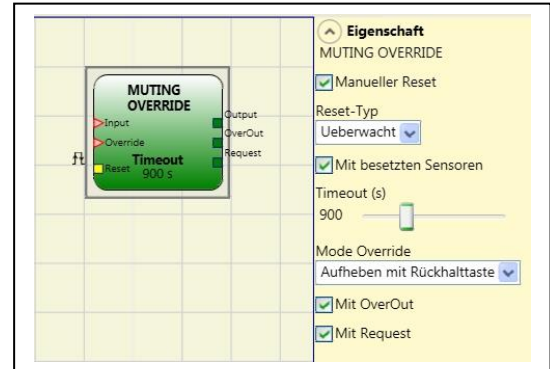 MUTING
OVERRIDE
Input
Override
Reset
Output
OverOut
Request
Timeout
900 s
Eigenschaft
MUTING OVERRIDE
Manueller Reset
Reset-Typ
Ueberwacht
Mit besetzten Sensoren
Timeout (s)
900
Mode Override
Aufheben mit Rückhalttaste
Mit OverOut
Mit Request